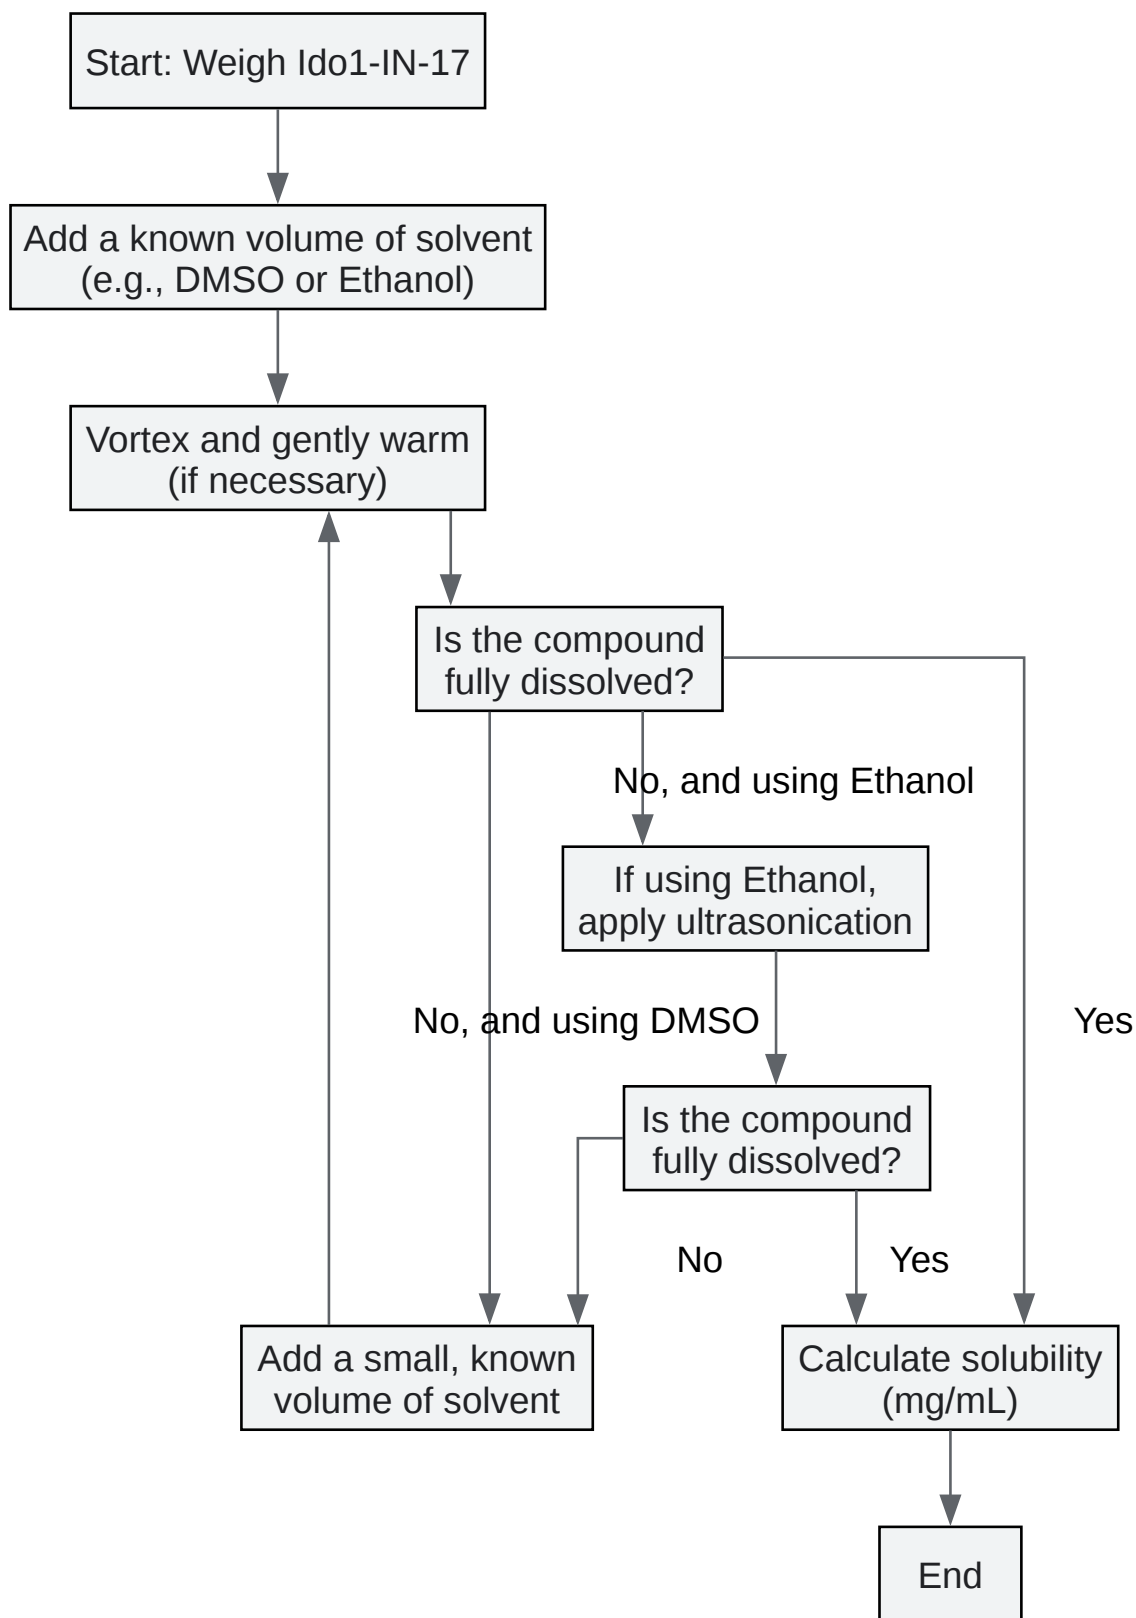 Start: Weigh Ido1-IN-17
Add a known volume of solvent
(e.g., DMSO or Ethanol)
Vortex and gently warm
(if necessary)
Is the compound
fully dissolved?
No, and using Ethanol
If using Ethanol,
apply ultrasonication
No, and using DMSO
Yes
Is the compound
fully dissolved?
No
Yes
Add a small, known
volume of solvent
Calculate solubility
(mg/mL)
End